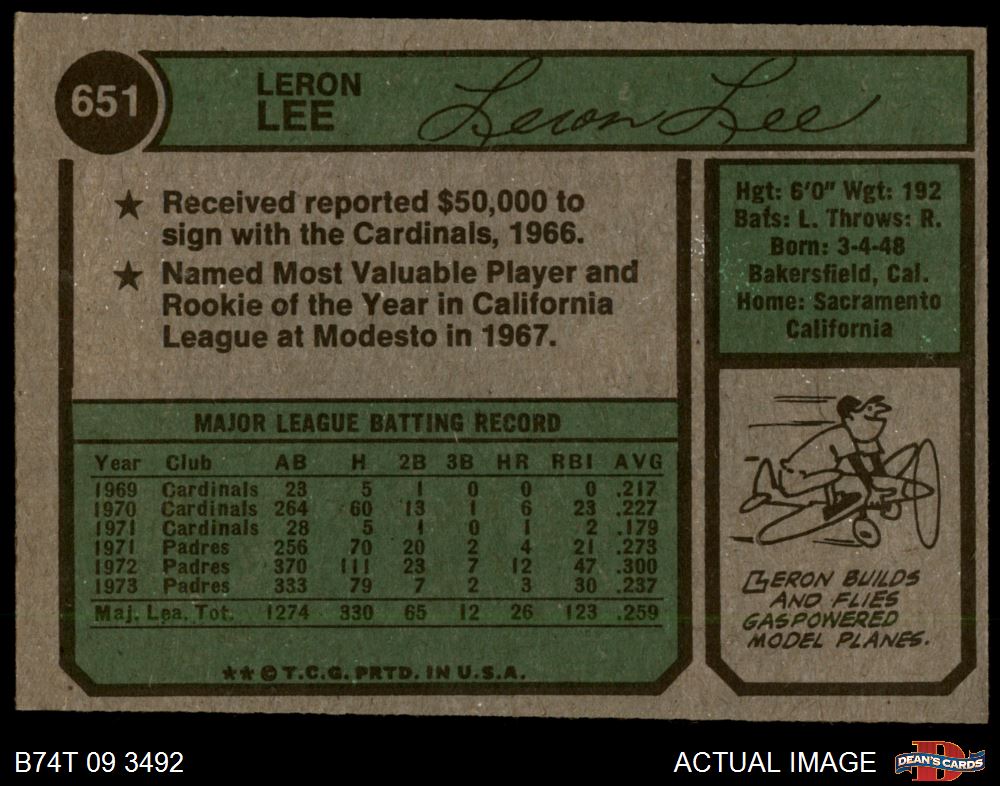 651
LERON
LEE
Leron Lee
★ Received reported $50,000 to
sign with the Cardinals, 1966.
★ Named Most Valuable Player and
Rookie of the Year in California
League at Modesto in 1967.
Hgt: 6'0" Wgt: 192
Bats: L. Throws: R.
Born: 3-4-48
Bakersfield, Cal.
Home: Sacramento
California
MAJOR LEAGUE BATTING RECORD
Year Club AB H 2B 3B HR RBI AVG
1969 Cardinals 23 5 1 0 0 0 .217
1970 Cardinals 264 60 13 1 6 23 .227
1971 Cardinals 28 5 1 0 1 2 .179
1971 Padres 256 70 20 2 4 21 .273
1972 Padres 370 111 23 7 12 47 .300
1973 Padres 333 79 7 2 3 30 .237
Maj. Lea. Tot. 1274 330 65 12 26 123 .259
★★ © T.C.G. PRTD. IN U.S.A.
LERON BUILDS
AND FLIES
GASPOWERED
MODEL PLANES.
B74T 09 3492
ACTUAL IMAGE
D
DEAN'S CARDS